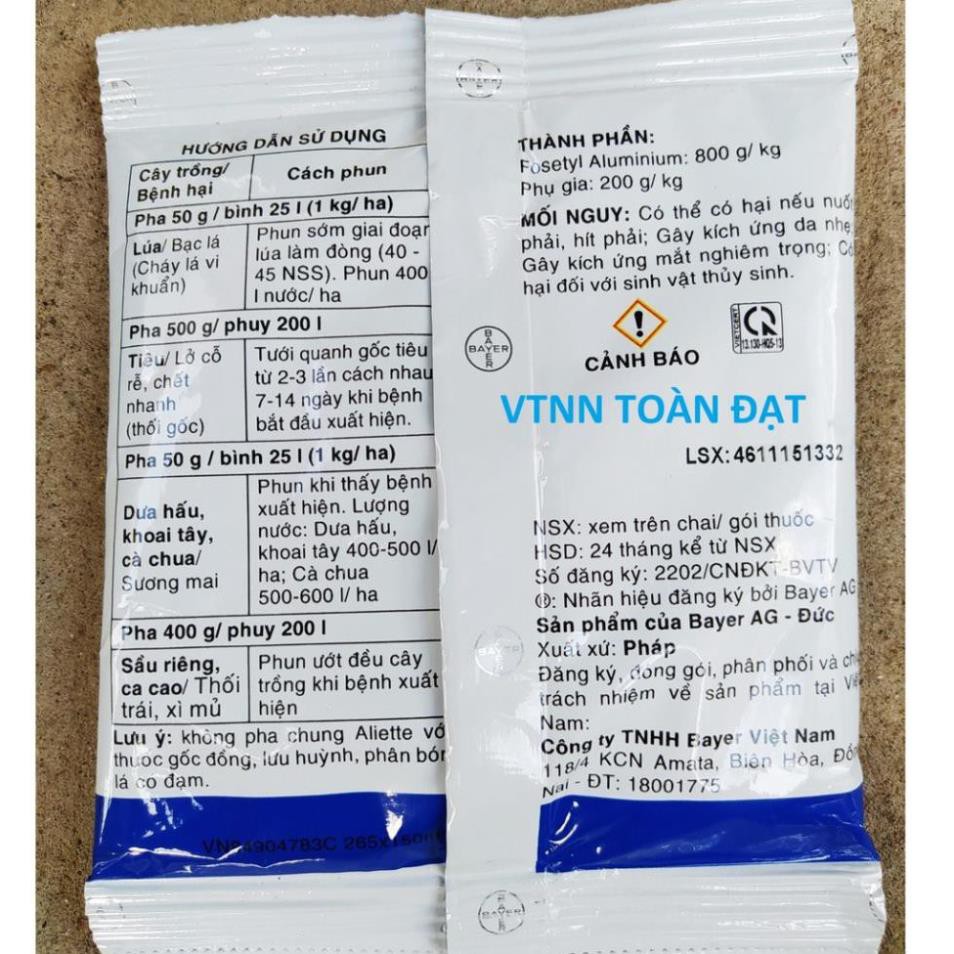 HƯỚNG DẪN SỬ DỤNG
Cây trồng/
Bệnh hại
Cách phun
Pha 50 g / bình 25 l (1 kg/ ha)
Lúa/ Bạc lá
(Cháy lá vi
khuẩn)
Phun sớm giai đoạn
lúa làm đòng (40 -
45 NSS). Phun 400
l nước/ ha
Pha 500 g/ phuy 200 l
Tiêu/ Lở cổ
rễ, chết
nhanh
(thối gốc)
Tưới quanh gốc tiêu
từ 2-3 lần cách nhau
7-14 ngày khi bệnh
bắt đầu xuất hiện.
Pha 50 g / bình 25 l (1 kg/ ha)
Dưa hấu,
khoai tây,
cà chua/
Sương mai
Phun khi thấy bệnh
xuất hiện. Lượng
nước: Dưa hấu,
khoai tây 400-500 l/
ha; Cà chua
500-600 l/ ha
Pha 400 g/ phuy 200 l
Sầu riêng,
ca cao/ Thối
trái, xì mủ
Phun ướt đều cây
trồng khi bệnh xuất
hiện
Lưu ý: không pha chung Aliette với
thuốc gốc đồng, lưu huỳnh, phân bón
lá có đạm.
THÀNH PHẦN:
Fosetyl Aluminium: 800 g/ kg
Phụ gia: 200 g/ kg
MỐI NGUY: Có thể có hại nếu nuốt
phải, hít phải; Gây kích ứng da nhẹ;
Gây kích ứng mắt nghiêm trọng; Có
hại đối với sinh vật thủy sinh.
BAYER
CẢNH BÁO
VIETCERT
13.130-HQ5-13
VTNN TOÀN ĐẠT
LSX: 4611151332
NSX: xem trên chai/ gói thuốc
HSD: 24 tháng kể từ NSX
Số đăng ký: 2202/CNĐKT-BVTV
®: Nhãn hiệu đăng ký bởi Bayer AG
Sản phẩm của Bayer AG - Đức
Xuất xứ: Pháp
Đăng ký, đóng gói, phân phối và
trách nhiệm về sản phẩm tại Việt
Nam:
Công ty TNHH Bayer Việt Nam
118/4 KCN Amata, Biên Hòa, Đồng
Nai - ĐT: 18001775